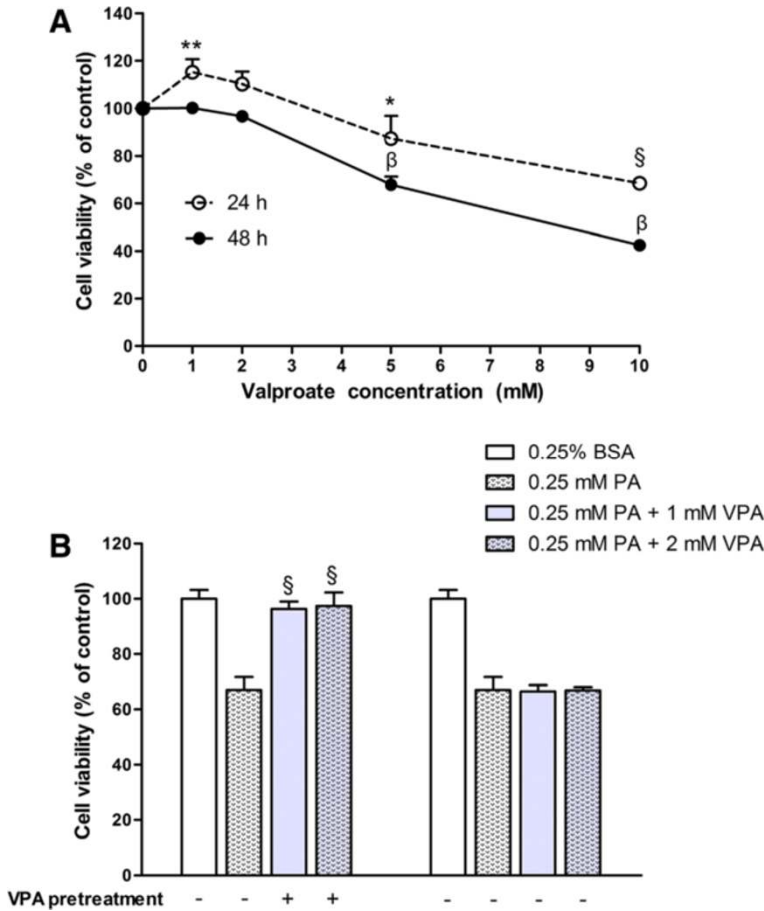 A
Cell viability (% of control)
140
120
100
80
60
40
20
0
**
*
§
β
β
24 h
48 h
0 1 2 3 4 5 6 7 8 9 10
Valproate concentration (mM)
0.25% BSA
0.25 mM PA
0.25 mM PA + 1 mM VPA
0.25 mM PA + 2 mM VPA
B
Cell viability (% of control)
120
100
80
60
40
20
0
§ §
VPA pretreatment - - + + - - - -